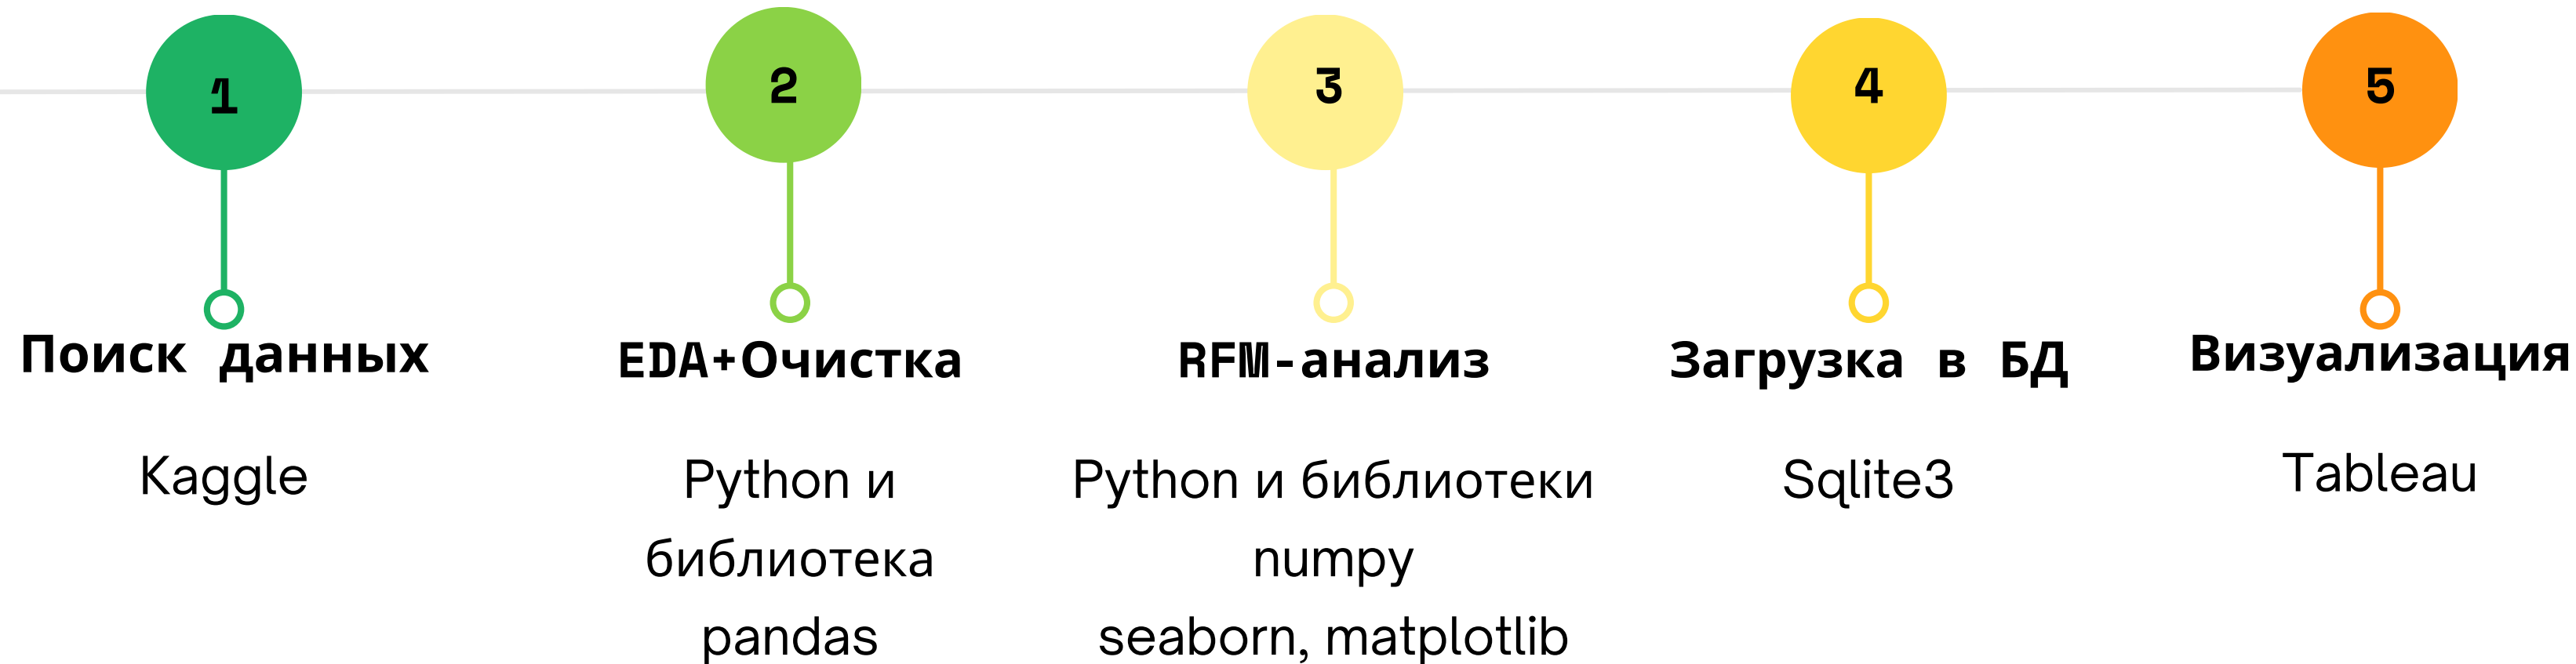 1
2
3
4
5
Поиск данных
EDA+Очистка
RFM-анализ
Загрузка в БД
Визуализация
Kaggle
Python и
библиотека
pandas
Python и библиотеки
numpy
seaborn, matplotlib
Sqlite3
Tableau